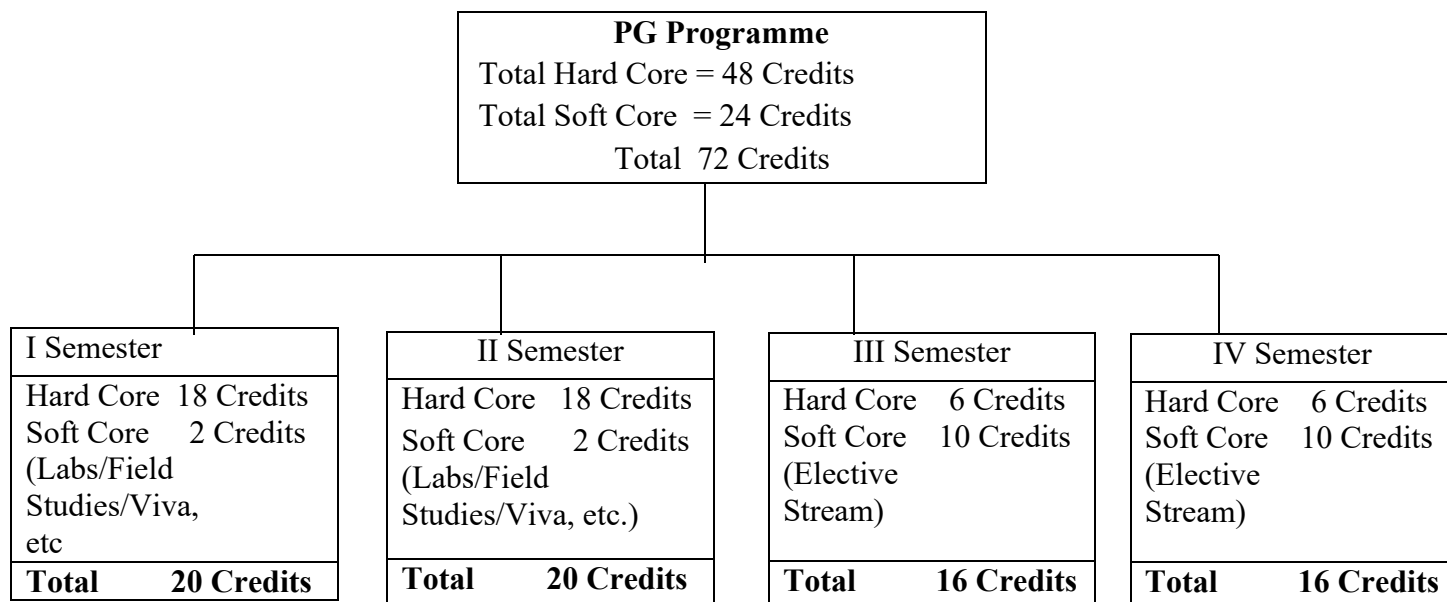 PG Programme
Total Hard Core = 48 Credits
Total Soft Core = 24 Credits
Total 72 Credits
I Semester
Hard Core 18 Credits
Soft Core 2 Credits
(Labs/Field
Studies/Viva,
etc
Total 20 Credits
II Semester
Hard Core 18 Credits
Soft Core 2 Credits
(Labs/Field
Studies/Viva, etc.)
Total 20 Credits
III Semester
Hard Core 6 Credits
Soft Core 10 Credits
(Elective
Stream)
Total 16 Credits
IV Semester
Hard Core 6 Credits
Soft Core 10 Credits
(Elective
Stream)
Total 16 Credits